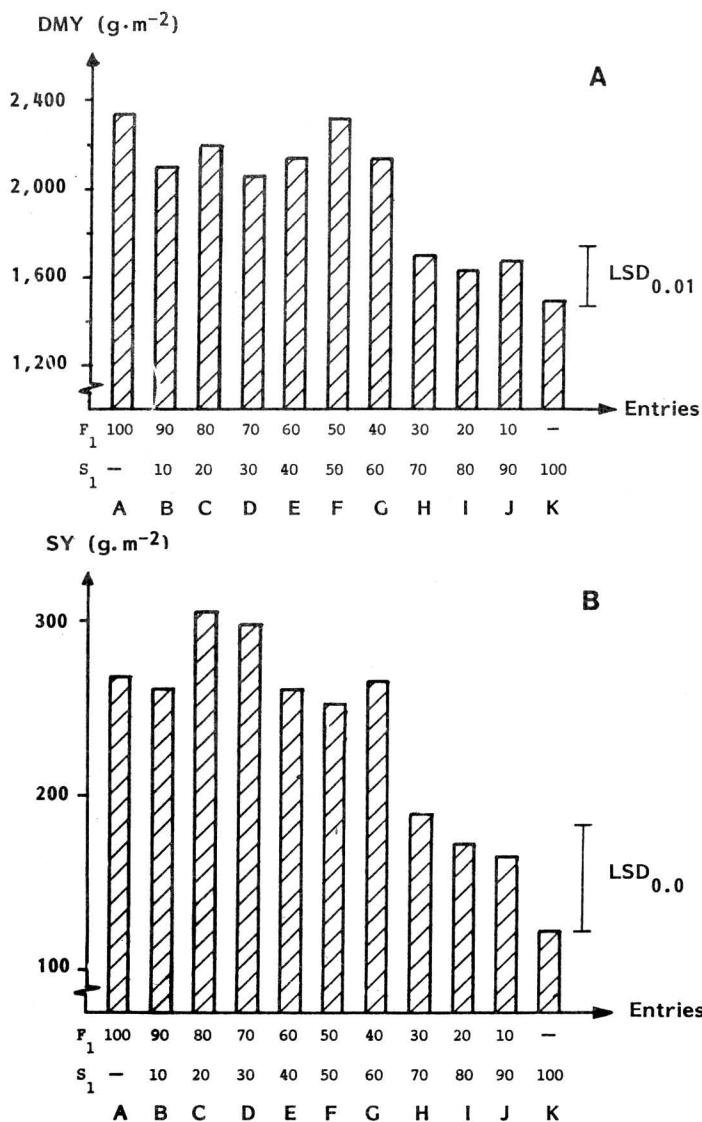 DMY (g·m-2)
A
2,400
2,000
1,600
1,200
LSD0.01
Entries
F1 100 90 80 70 60 50 40 30 20 10 —
S1 — 10 20 30 40 50 60 70 80 90 100
A B C D E F G H I J K
SY (g.m-2)
B
300
200
100
LSD0.0
Entries
F1 100 90 80 70 60 50 40 30 20 10 —
S1 — 10 20 30 40 50 60 70 80 90 100
A B C D E F G H I J K